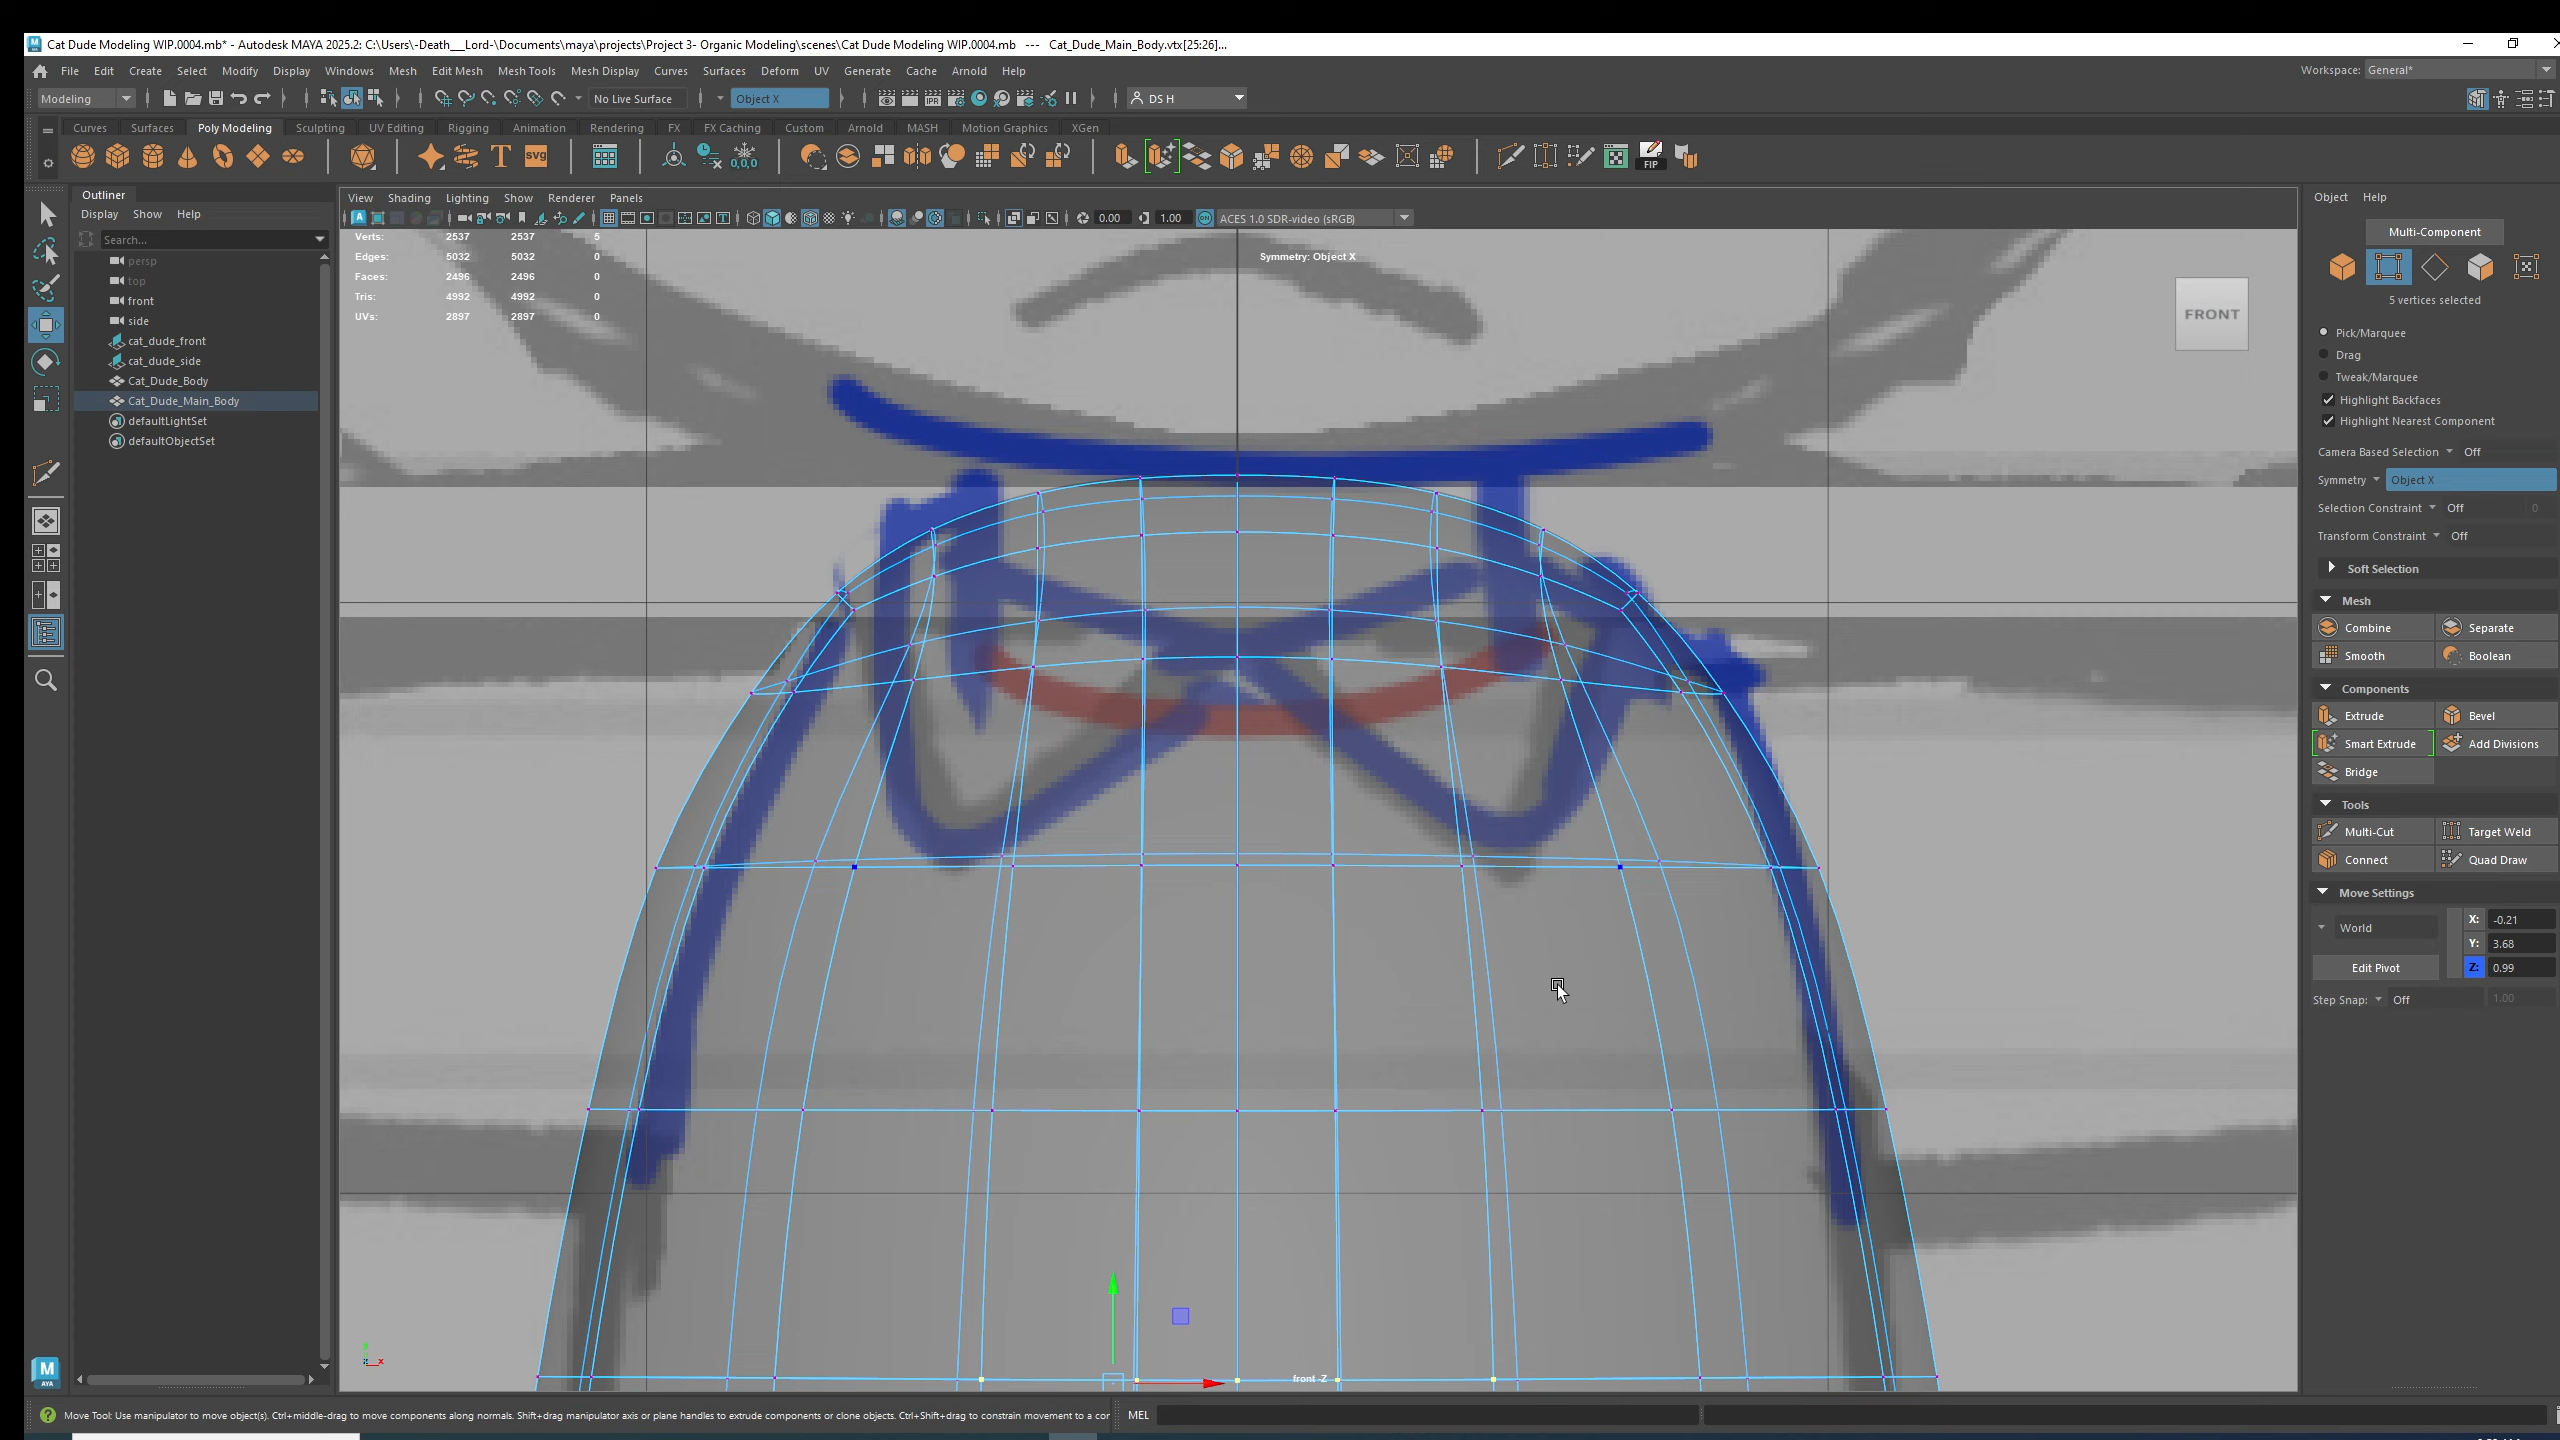 Cat Dude Modeling WIP.0004.mb* - Autodesk MAYA 2025.2: C:\Users\-Death__Lord-\Documents\maya\projects\Project 3- Organic Modeling\scenes\Cat Dude Modeling WIP.0004.mb --- Cat_Dude_Main_Body.vtx[25:26]...
File Edit Create Select Modify Display Windows Mesh Edit Mesh Mesh Tools Mesh Display Curves Surfaces Deform UV Generate Cache Arnold Help
Workspace: General*
Modeling No Live Surface Object X DS H
Curves Surfaces Poly Modeling Sculpting UV Editing Rigging Animation Rendering FX FX Caching Custom Arnold MASH Motion Graphics XGen
svg 0,0,0 IPR FIP
Outliner
Display Show Help
Search...
persp
top
front
side
cat_dude_front
cat_dude_side
Cat_Dude_Body
Cat_Dude_Main_Body
defaultLightSet
defaultObjectSet
View Shading Lighting Show Renderer Panels
0.00 1.00 ON ACES 1.0 SDR-video (sRGB)
Verts: 2537 2537 5
Edges: 5032 5032 0
Faces: 2496 2496 0
Tris: 4992 4992 0
UVs: 2897 2897 0
Symmetry: Object X
FRONT
front -Z
x
Object Help
Multi-Component
5 vertices selected
Pick/Marquee
Drag
Tweak/Marquee
Highlight Backfaces
Highlight Nearest Component
Camera Based Selection Off
Symmetry Object X
Selection Constraint Off 0
Transform Constraint Off
Soft Selection
Mesh
Combine Separate
Smooth Boolean
Components
Extrude Bevel
Smart Extrude Add Divisions
Bridge
Tools
Multi-Cut Target Weld
Connect Quad Draw
Move Settings
World
X: -0.21
Y: 3.68
Z: 0.99
Edit Pivot
Step Snap: Off 1.00
M
AYA
Move Tool: Use manipulator to move object(s). Ctrl+middle-drag to move components along normals. Shift+drag manipulator axis or plane handles to extrude components or clone objects. Ctrl+Shift+drag to constrain movement to a cor
MEL